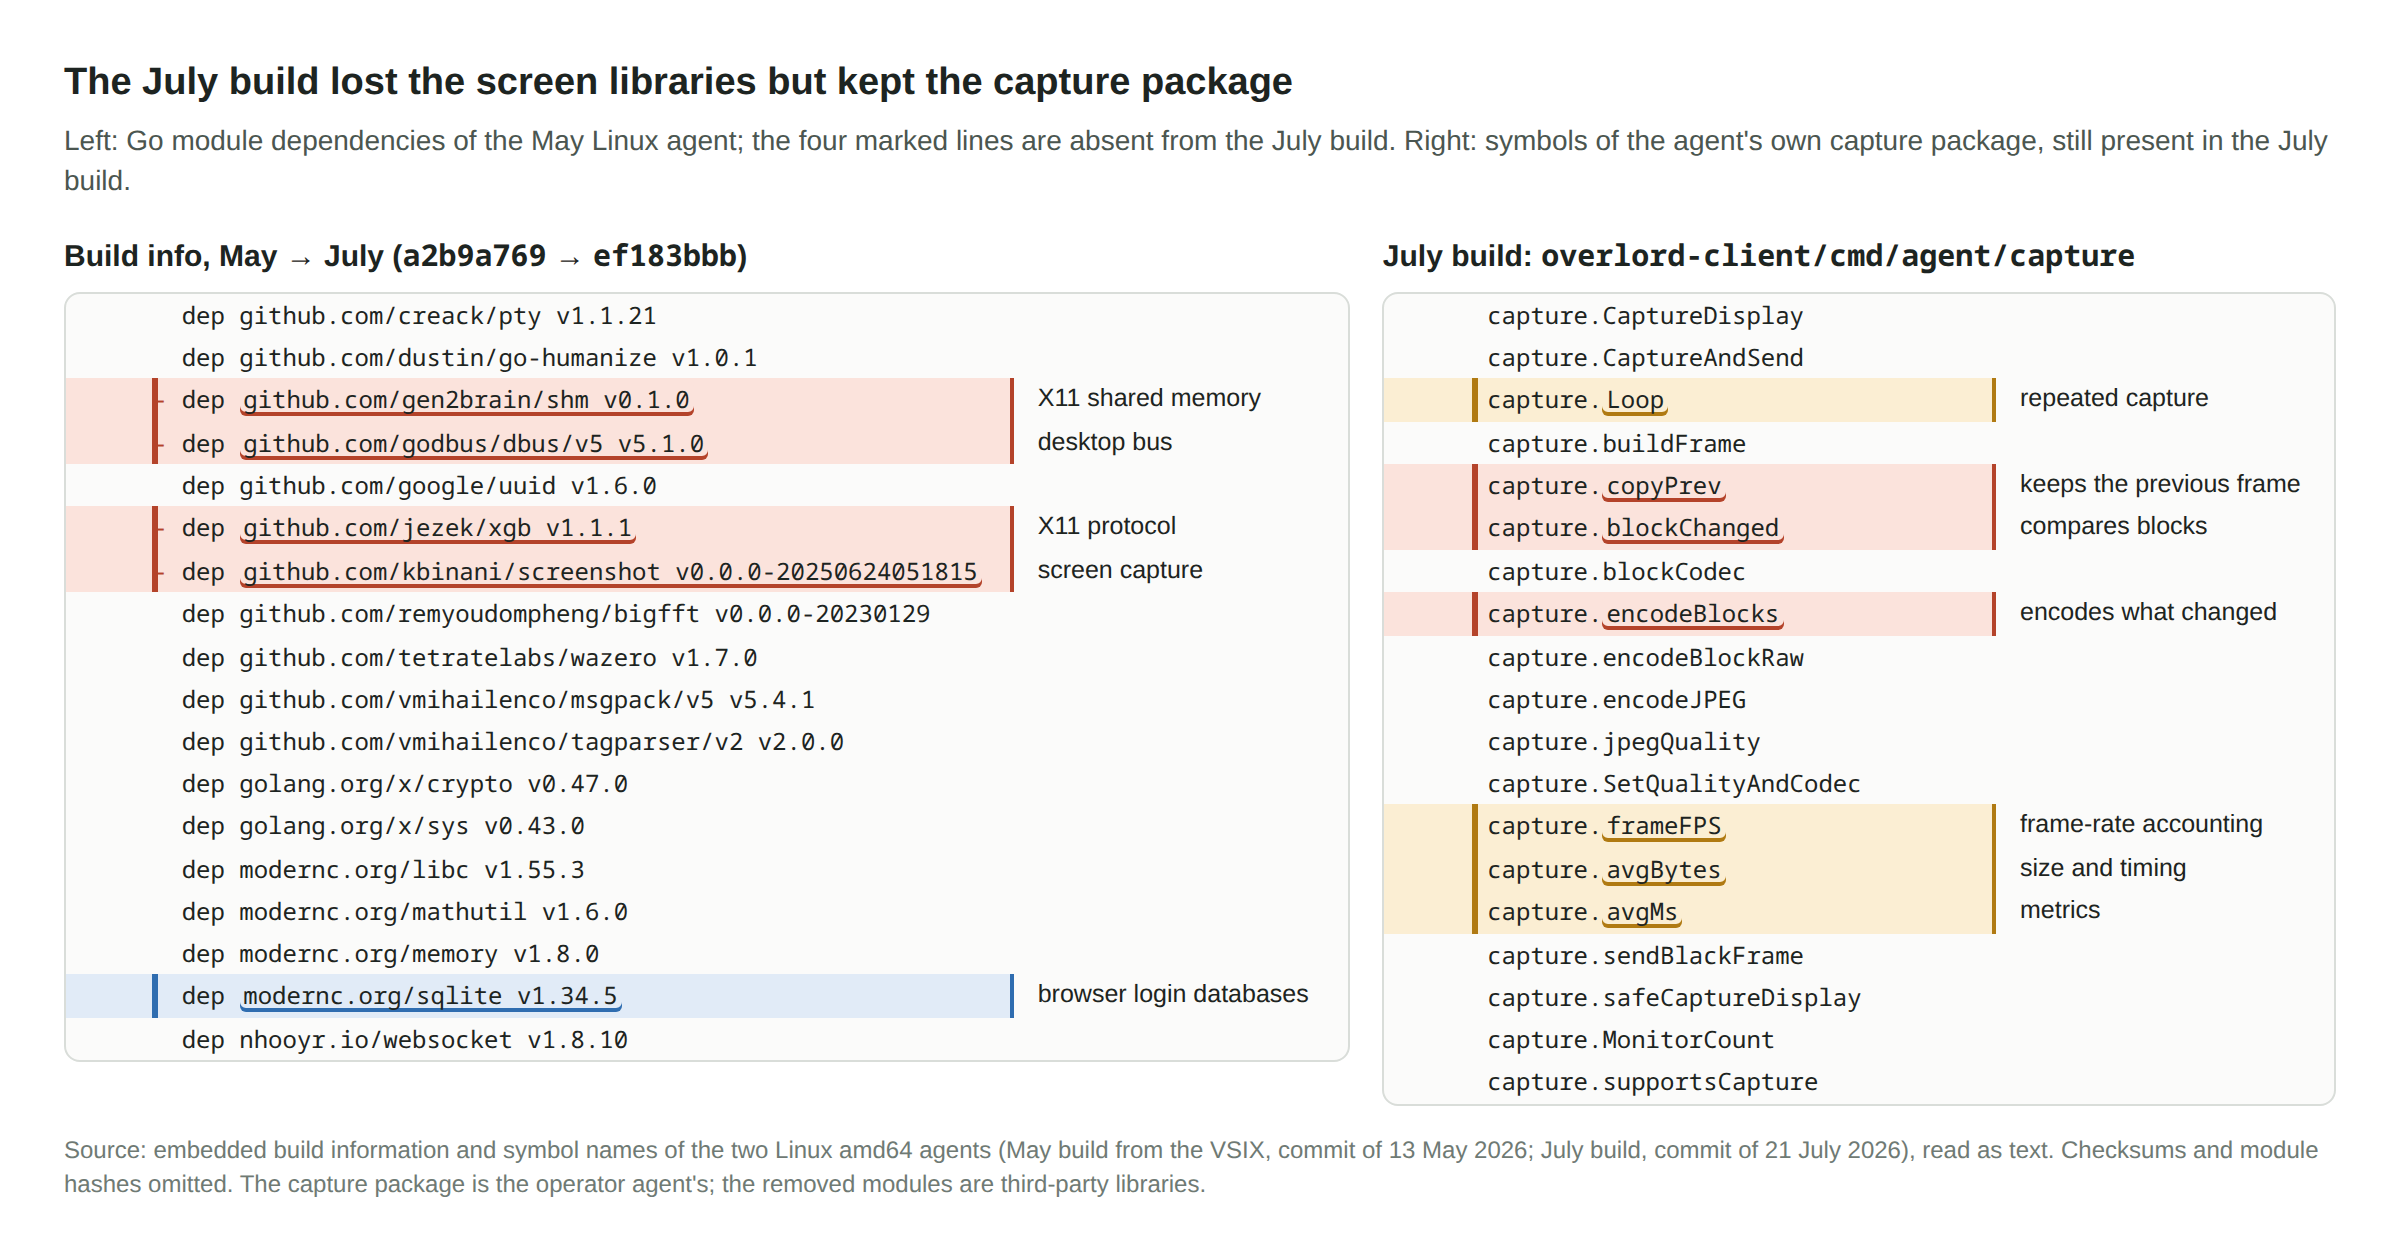 The July build lost the screen libraries but kept the capture package
Left: Go module dependencies of the May Linux agent; the four marked lines are absent from the July build. Right: symbols of the agent's own capture package, still present in the July
build.
Build info, May → July (a2b9a769 → ef183bbb)
dep github.com/creack/pty v1.1.21
dep github.com/dustin/go-humanize v1.0.1
- dep github.com/gen2brain/shm v0.1.0 X11 shared memory
- dep github.com/godbus/dbus/v5 v5.1.0 desktop bus
dep github.com/google/uuid v1.6.0
- dep github.com/jezek/xgb v1.1.1 X11 protocol
- dep github.com/kbinani/screenshot v0.0.0-20250624051815 screen capture
dep github.com/remyoudompheng/bigfft v0.0.0-20230129
dep github.com/tetratelabs/wazero v1.7.0
dep github.com/vmihailenco/msgpack/v5 v5.4.1
dep github.com/vmihailenco/tagparser/v2 v2.0.0
dep golang.org/x/crypto v0.47.0
dep golang.org/x/sys v0.43.0
dep modernc.org/libc v1.55.3
dep modernc.org/mathutil v1.6.0
dep modernc.org/memory v1.8.0
dep modernc.org/sqlite v1.34.5 browser login databases
dep nhooyr.io/websocket v1.8.10
July build: overlord-client/cmd/agent/capture
capture.CaptureDisplay
capture.CaptureAndSend
capture.Loop repeated capture
capture.buildFrame
capture.copyPrev keeps the previous frame
capture.blockChanged compares blocks
capture.blockCodec
capture.encodeBlocks encodes what changed
capture.encodeBlockRaw
capture.encodeJPEG
capture.jpegQuality
capture.SetQualityAndCodec
capture.frameFPS frame-rate accounting
capture.avgBytes size and timing
capture.avgMs metrics
capture.sendBlackFrame
capture.safeCaptureDisplay
capture.MonitorCount
capture.supportsCapture
Source: embedded build information and symbol names of the two Linux amd64 agents (May build from the VSIX, commit of 13 May 2026; July build, commit of 21 July 2026), read as text. Checksums and module
hashes omitted. The capture package is the operator agent's; the removed modules are third-party libraries.